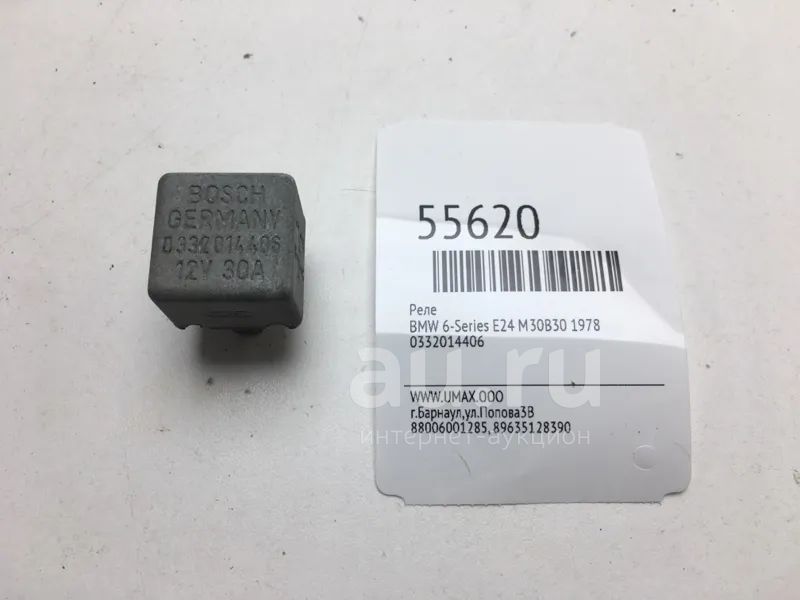 BOSCH
GERMANY
0332014406
12V 30A
55620
Реле
BMW 6-Series E24 M30B30 1978
0332014406
WWW.UMAX.OOO
г.Барнаул,ул.Попова3В
88006001285, 89635128390
au.ru
интернет-аукцион